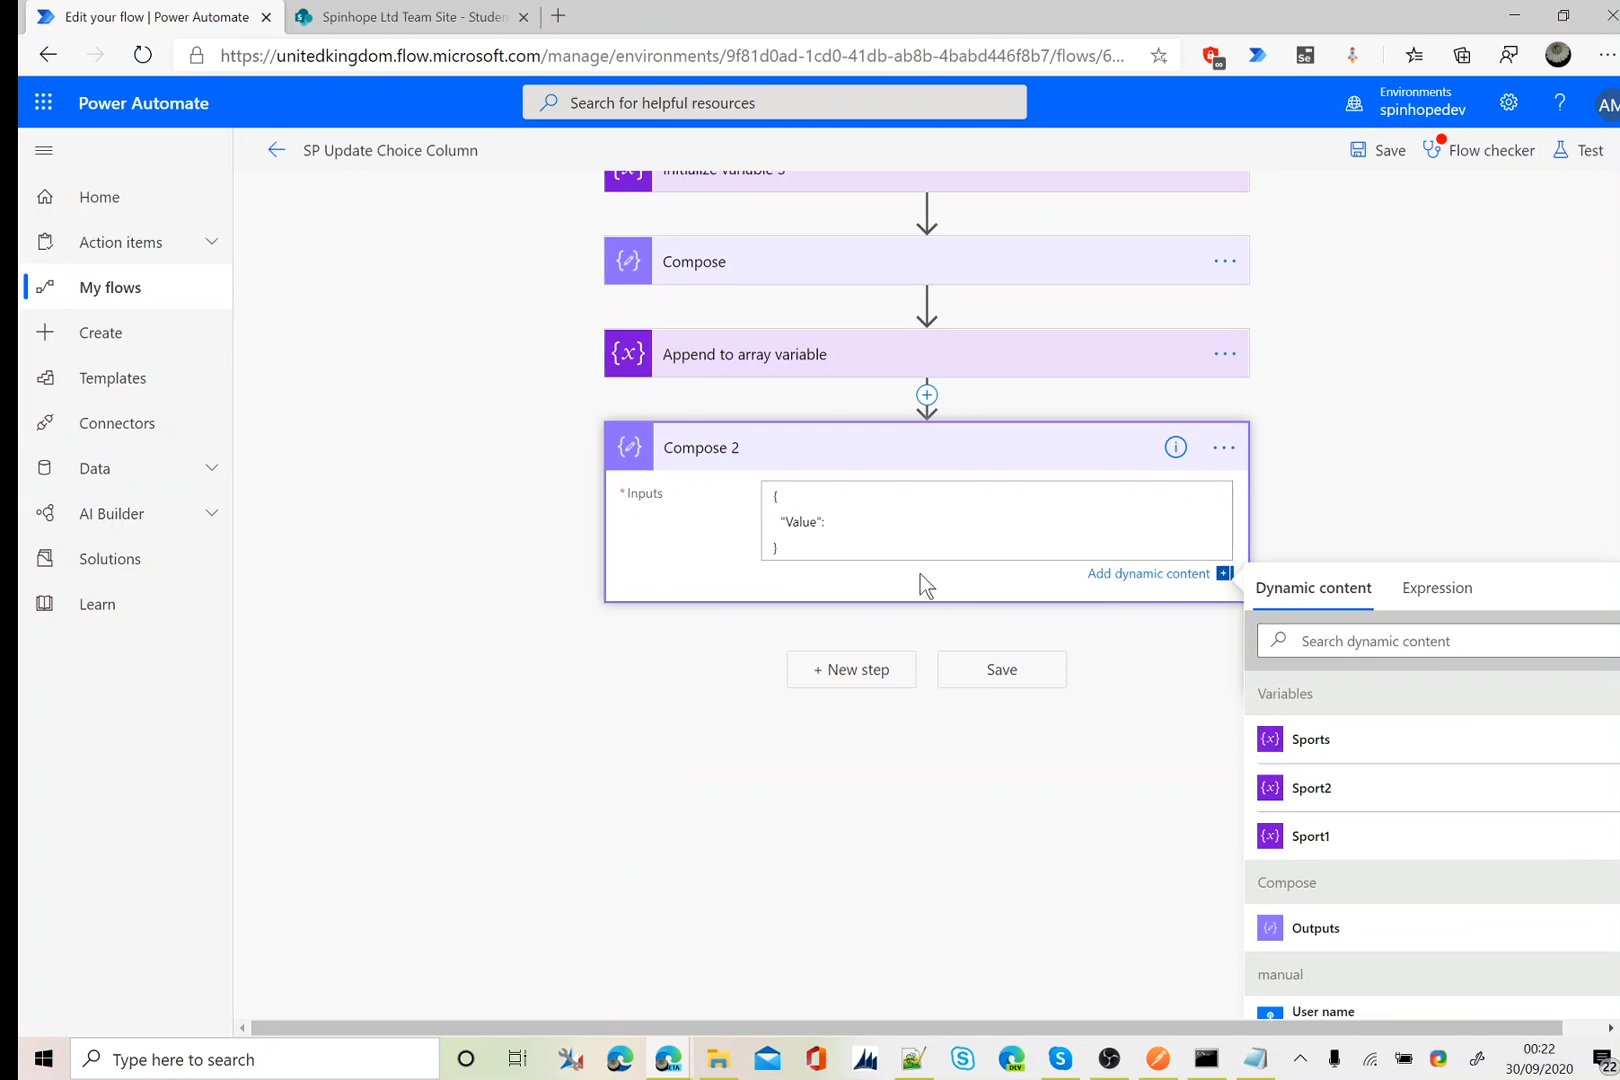 Edit your flow | Power Automate
Spinhope Ltd Team Site - Studen
https://unitedkingdom.flow.microsoft.com/manage/environments/9f81d0ad-1cd0-41db-ab8b-4babd446f8b7/flows/6...
Power Automate
Search for helpful resources
Environments
spinhopedev
?
AM
SP Update Choice Column
Save
Flow checker
Test
Home
Action items
My flows
Create
Templates
Connectors
Data
AI Builder
Solutions
Learn
Initialize variable 3
Compose
Append to array variable
Compose 2
* Inputs
{
"Value":
}
Add dynamic content
+ New step
Save
Dynamic content
Expression
Search dynamic content
Variables
Sports
Sport2
Sport1
Compose
Outputs
manual
User name
Type here to search
00:22
30/09/2020
22